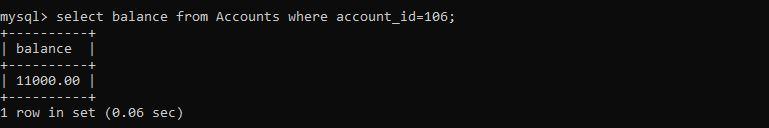 mysql> select balance from Accounts where account_id=106;
+----------+
| balance  |
+----------+
| 11000.00 |
+----------+
1 row in set (0.06 sec)